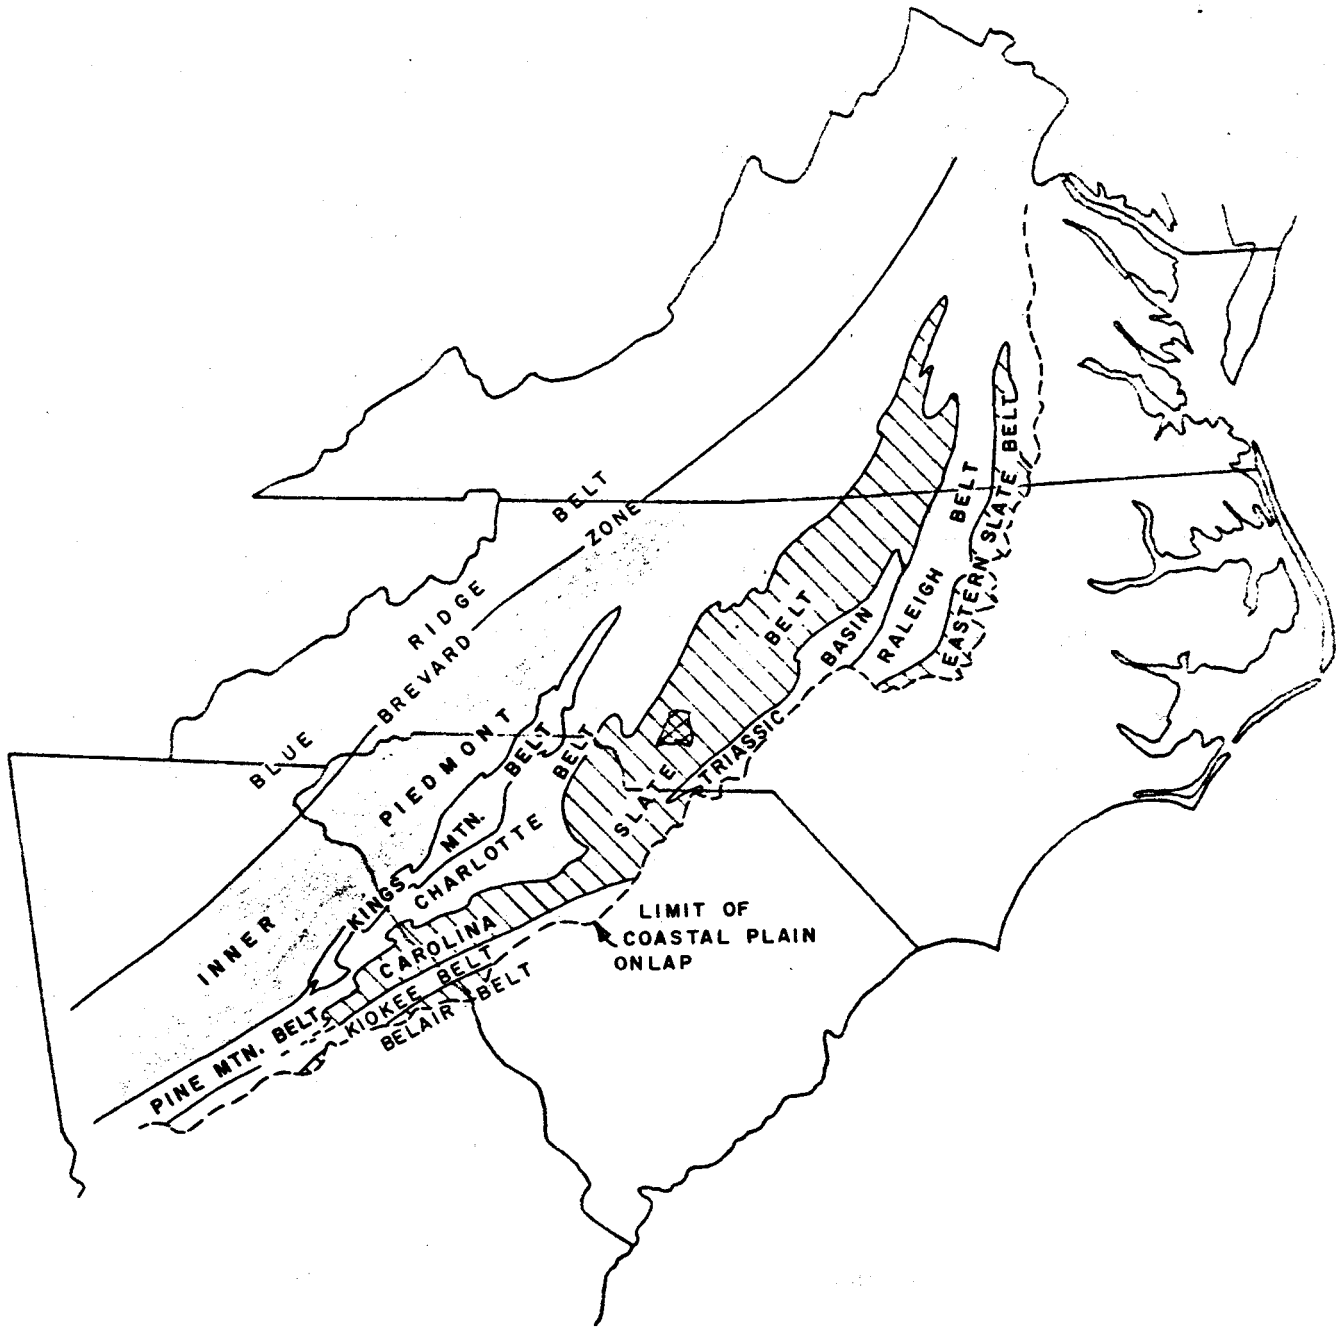 BLUE RIDGE BELT
BREVARD ZONE
INNER PIEDMONT
KINGS MTN. BELT
CHARLOTTE BELT
CAROLINA SLATE BELT
TRIASSIC BASIN
RALEIGH BELT
EASTERN SLATE BELT
LIMIT OF
COASTAL PLAIN
ONLAP
PINE MTN. BELT
KIOKEE BELT
BELAIR BELT